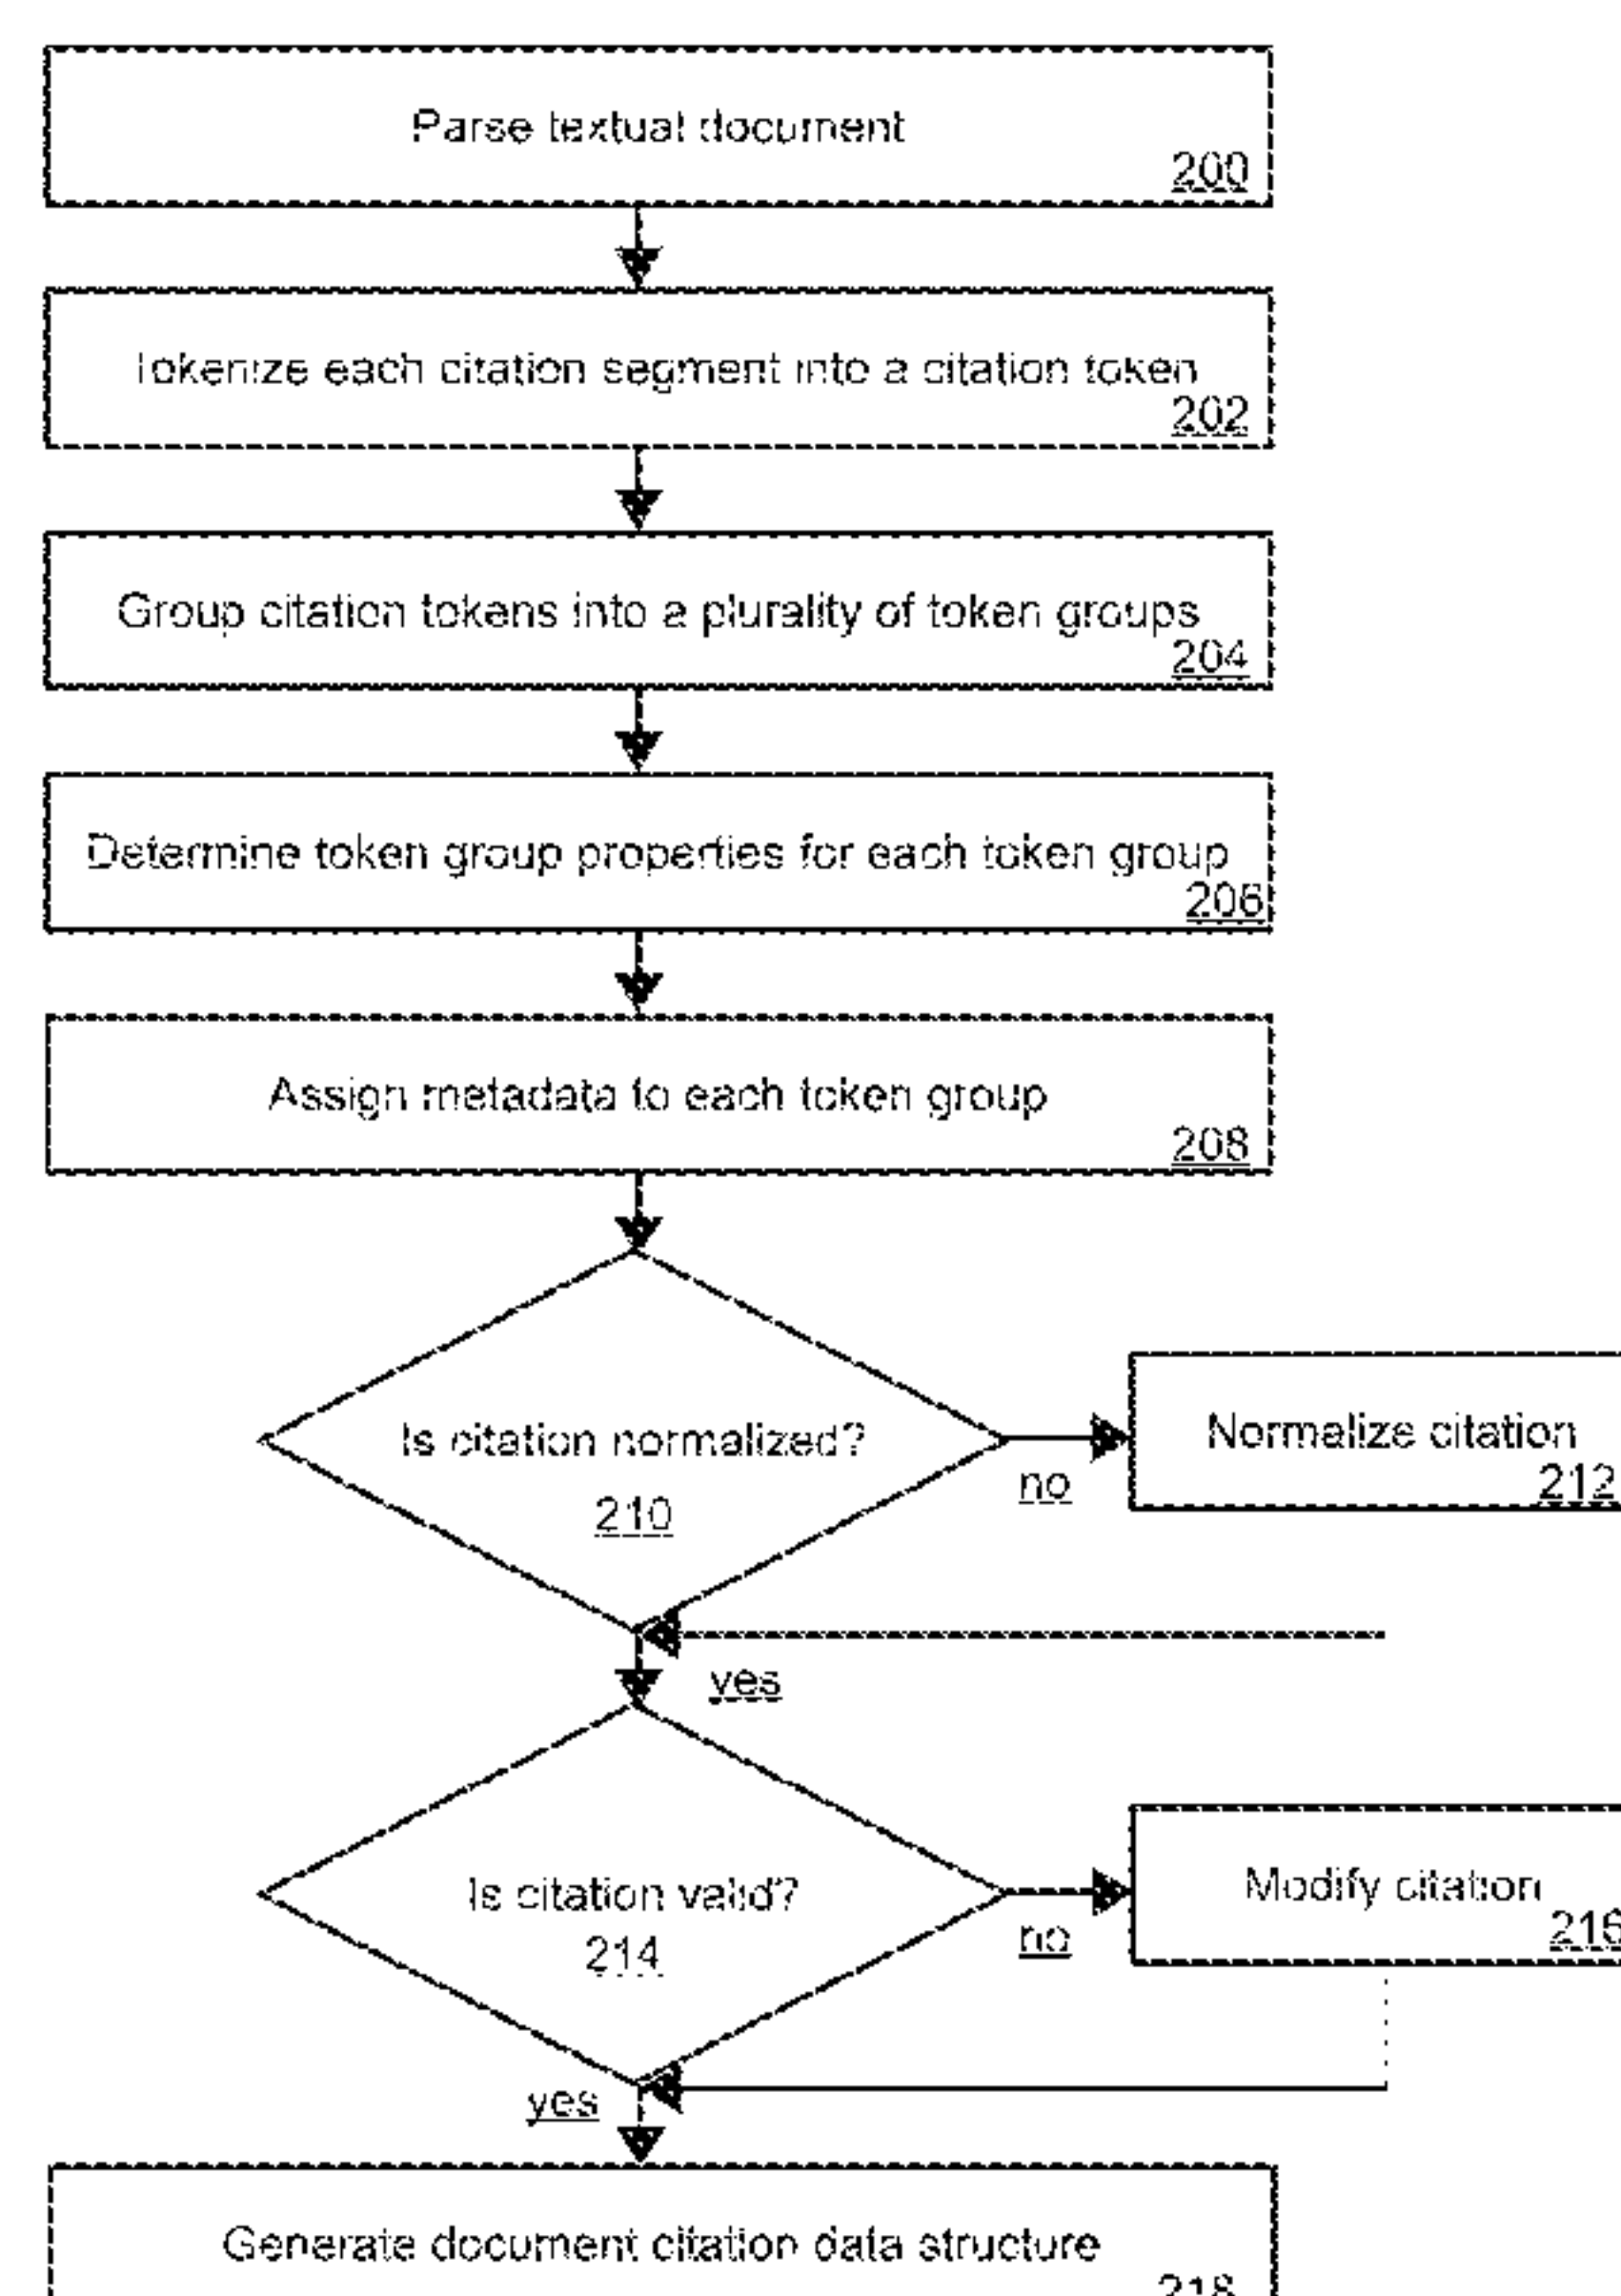 Parse textual document
200
Tokenize each citation segment into a citation token
202
Group citation tokens into a plurality of token groups
204
Determine token group properties for each token group
206
Assign metadata to each token group
208
Is citation normalized?
210
no
Normalize citation
212
yes
Is citation valid?
214
no
Modify citation
216
yes
Generate document citation data structure
218